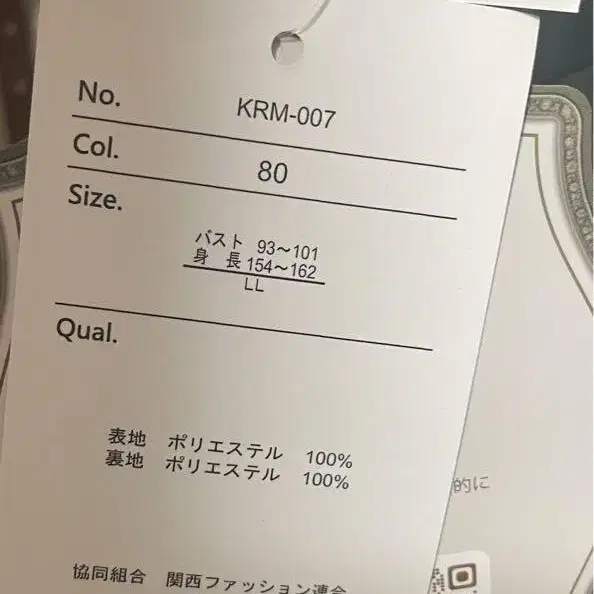 No. KRM-007
Col. 80
Size.
バスト 93～101
身 長 154～162
LL
Qual.
表地 ポリエステル 100%
裏地 ポリエステル 100%
的に
協同組合 関西ファッション連合